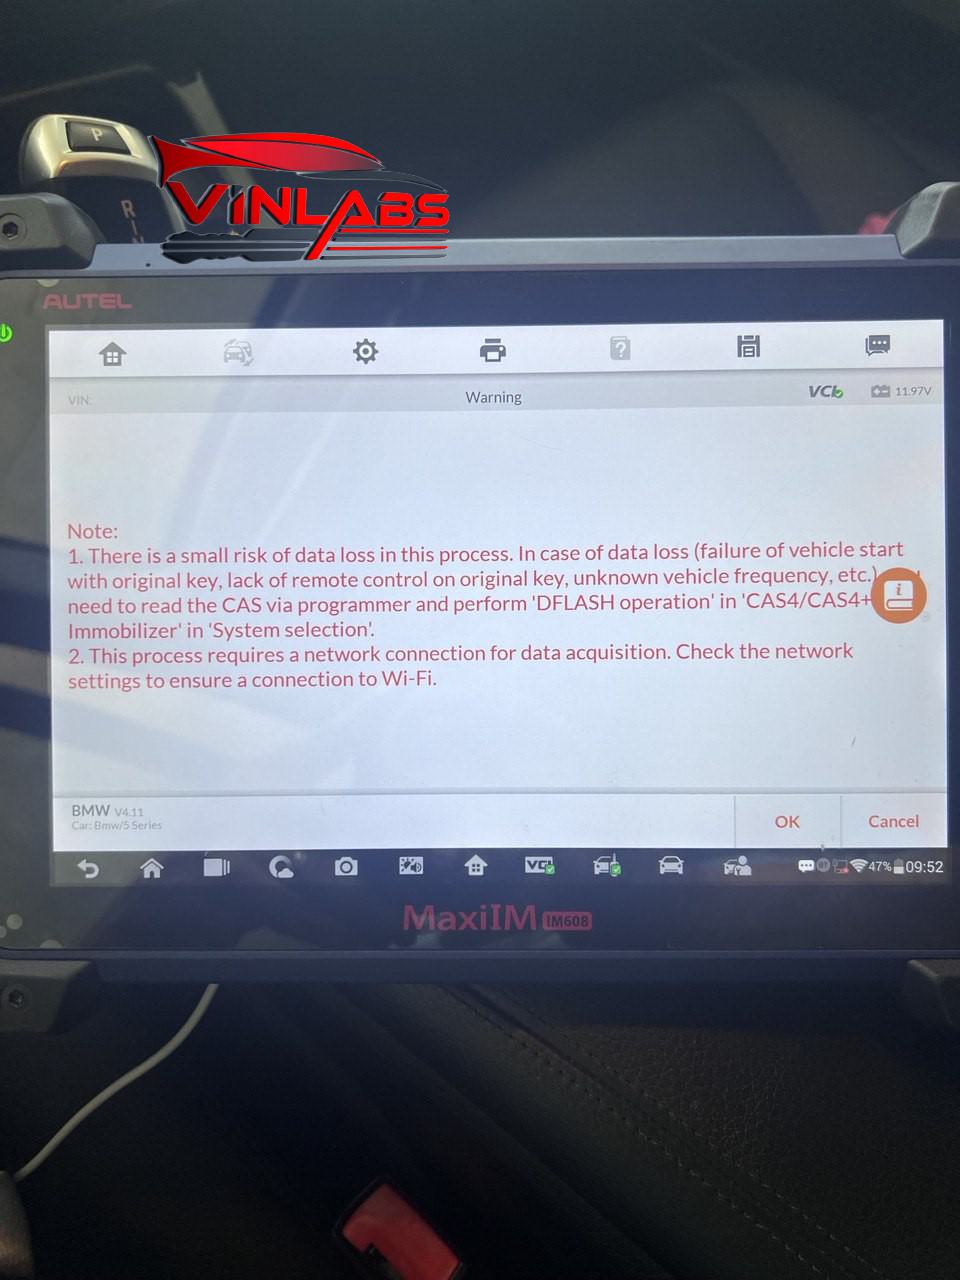 P
R
N
VINLABS
AUTEL
VIN:
Warning
VCI
11.97V
Note:
1. There is a small risk of data loss in this process. In case of data loss (failure of vehicle start
with original key, lack of remote control on original key, unknown vehicle frequency, etc.)
need to read the CAS via programmer and perform 'DFLASH operation' in 'CAS4/CAS4+
Immobilizer' in 'System selection'.
2. This process requires a network connection for data acquisition. Check the network
settings to ensure a connection to Wi-Fi.
BMW V4.11
Car: Bmw/5 Series
OK
Cancel
VCI
47%
09:52
MaxiIM IM608